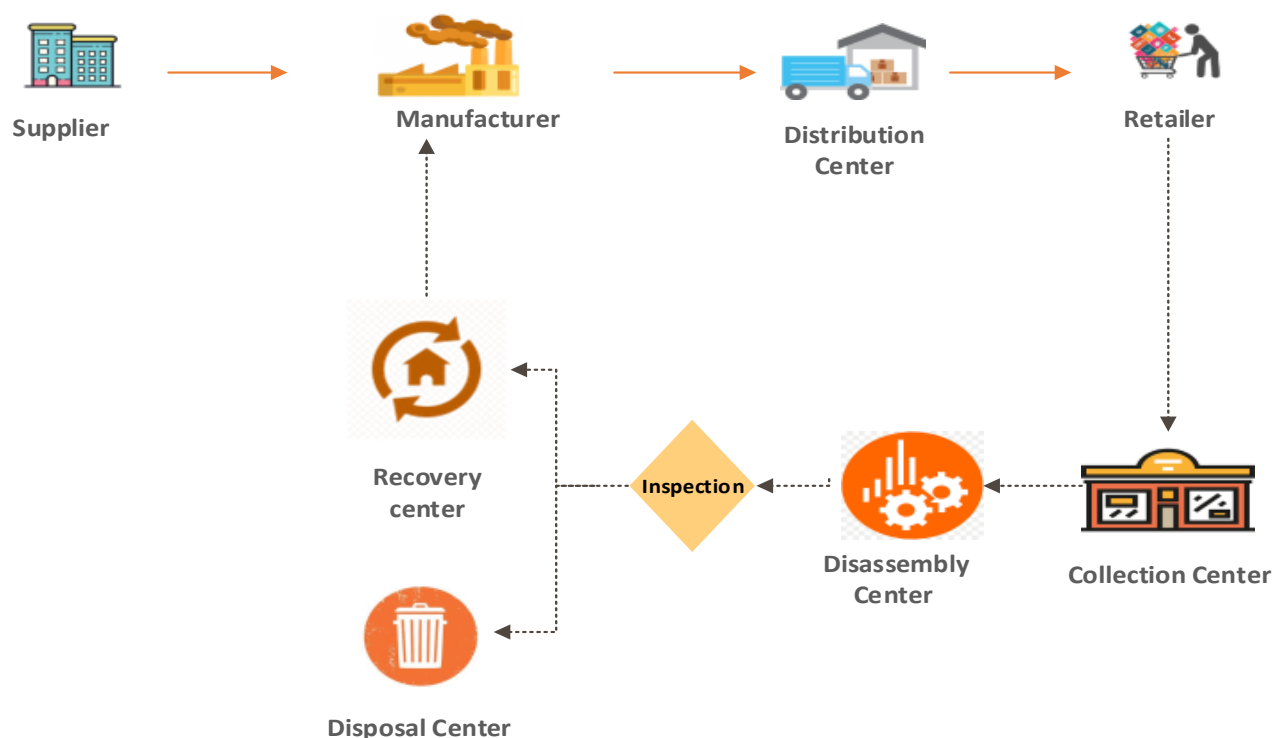 Supplier
Manufacturer
Distribution
Center
Retailer
Recovery
center
Inspection
Disassembly
Center
Collection Center
Disposal Center